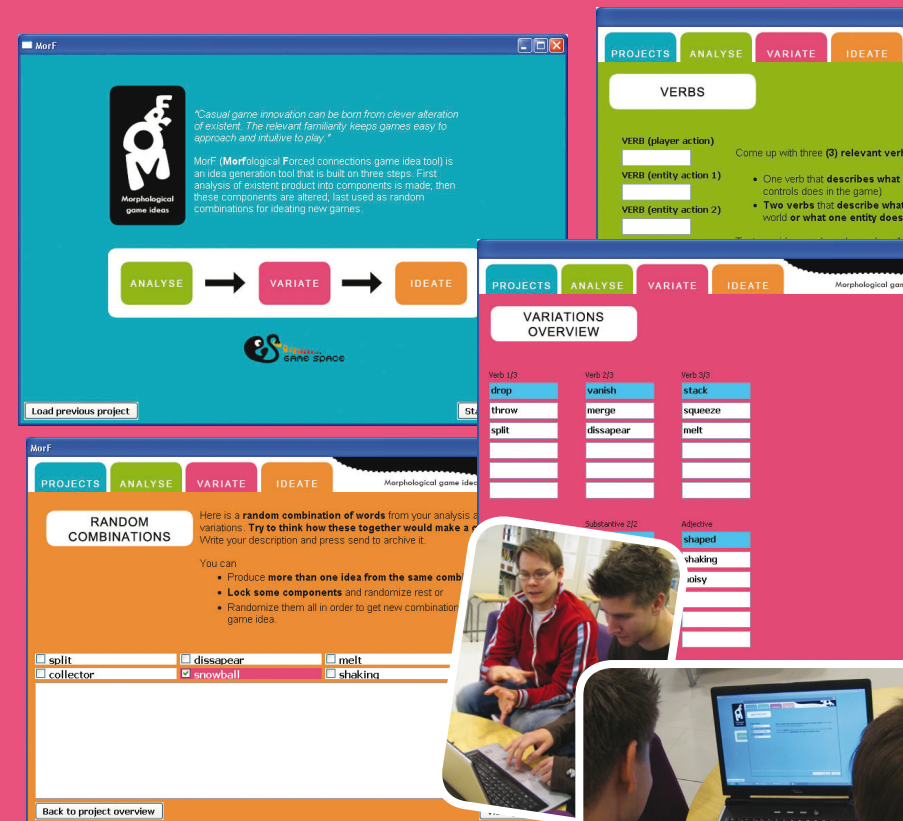 MorF
MorF
Morphological
game ideas
"Casual game innovation can be born from clever alteration
of existent. The relevant familiarity keeps games easy to
approach and intuitive to play."
MorF (Morfological Forced connections game idea tool) is
an idea generation tool that is built on three steps. First
analysis of existent product into components is made; then
these components are altered; last used as random
combinations for ideating new games.
ANALYSE VARIATE IDEATE
GAME SPACE
Load previous project
PROJECTS ANALYSE VARIATE IDEATE
VERBS
VERB (player action)
VERB (entity action 1)
VERB (entity action 2)
Come up with three (3) relevant
• One verb that describes what
controls does in the game)
• Two verbs that describe
world or what one entity does
PROJECTS ANALYSE VARIATE IDEATE
Morphological
VARIATIONS
OVERVIEW
Verb 1/3 Verb 2/3 Verb 3/3
drop vanish stack
throw merge squeeze
split dissapear melt
Substantive 2/2 Adjective
shaped
shaking
noisy
MorF
PROJECTS ANALYSE VARIATE IDEATE
Morphological game
RANDOM
COMBINATIONS
Here is a random combination of words from your analysis
variations. Try to think how these together would make a
Write your description and press send to archive it.
You can
• Produce more than one idea from the same
• Lock some components and randomize rest or
• Randomize them all in order to get new
game idea.
split dissapear melt
collector snowball shaking
Back to project overview